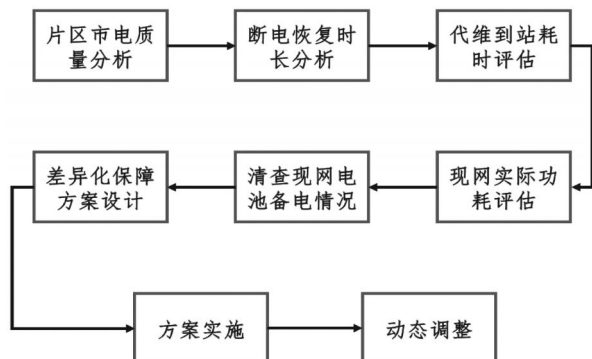 片区市电质
量分析
断电恢复时
长分析
代维到站耗
时评估
差异化保障
方案设计
清查现网电
池备电情况
现网实际功
耗评估
方案实施
动态调整